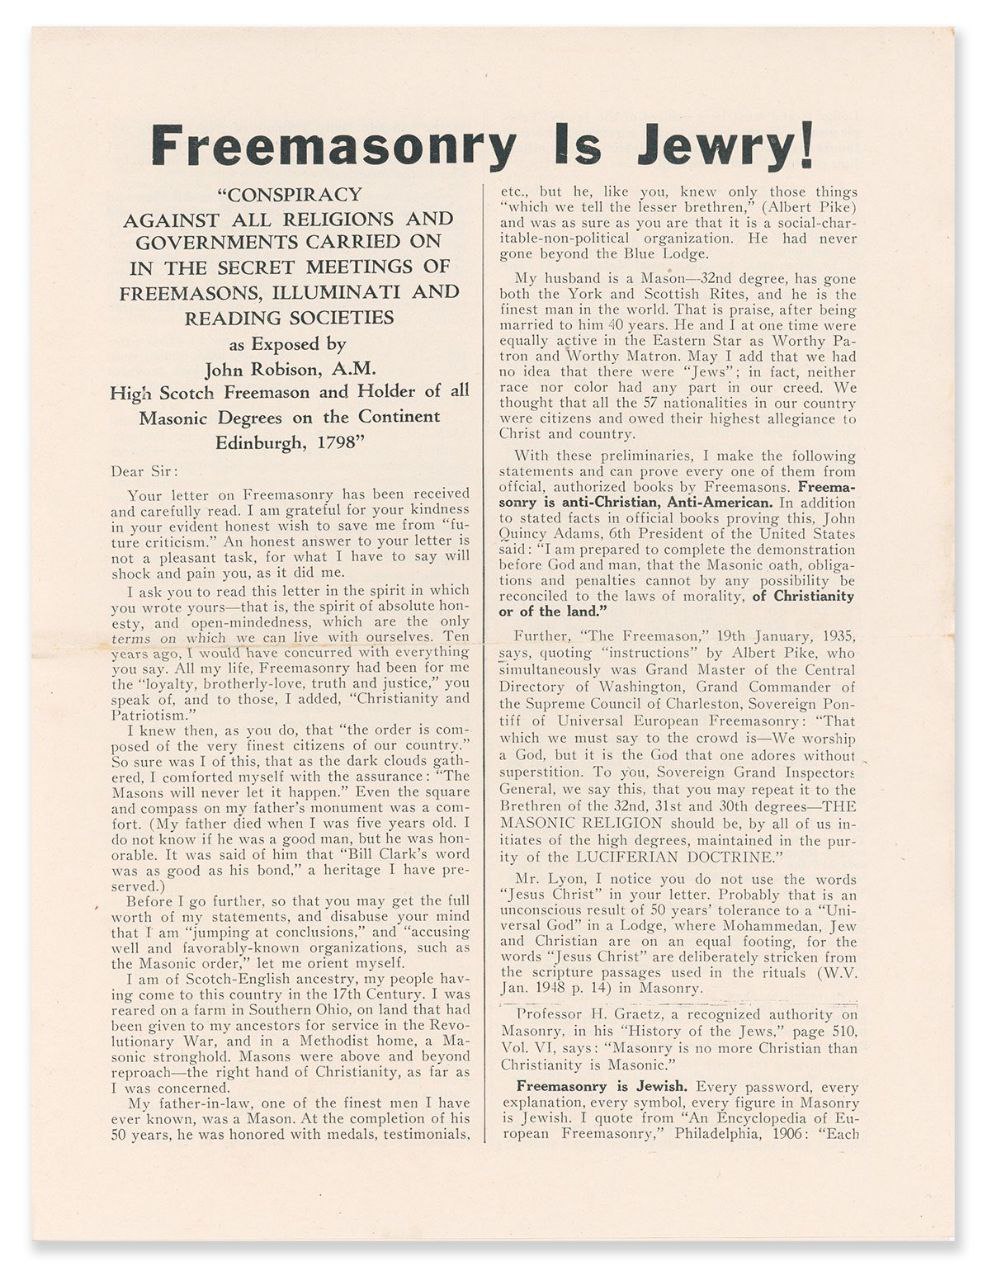 Freemasonry Is Jewry!
“CONSPIRACY
AGAINST ALL RELIGIONS AND
GOVERNMENTS CARRIED ON
IN THE SECRET MEETINGS OF
FREEMASONS, ILLUMINATI AND
READING SOCIETIES
as Exposed by
John Robison, A.M.
High Scotch Freemason and Holder of all
Masonic Degrees on the Continent
Edinburgh, 1798”
Dear Sir:
Your letter on Freemasonry has been received
and carefully read. I am grateful for your kindness
in your evident honest wish to save me from “fu-
ture criticism.” An honest answer to your letter is
not a pleasant task, for what I have to say will
shock and pain you, as it did me.
I ask you to read this letter in the spirit in which
you wrote yours—that is, the spirit of absolute hon-
esty, and open-mindedness, which are the only
terms on which we can live with ourselves. Ten
years ago, I would have concurred with everything
you say. All my life, Freemasonry had been for me
the “loyalty, brotherly-love, truth and justice,” you
speak of, and to those, I added, “Christianity and
Patriotism.”
I knew then, as you do, that “the order is com-
posed of the very finest citizens of our country.”
So sure was I of this, that as the dark clouds gath-
ered, I comforted myself with the assurance: “The
Masons will never let it happen.” Even the square
and compass on my father’s monument was a com-
fort. (My father died when I was five years old. I
do not know if he was a good man, but he was hon-
orable. It was said of him that “Bill Clark’s word
was as good as his bond,” a heritage I have pre-
served.)
Before I go further, so that you may get the full
worth of my statements, and disabuse your mind
that I am “jumping at conclusions,” and “accusing
well and favorably-known organizations, such as
the Masonic order,” let me orient myself.
I am of Scotch-English ancestry, my people hav-
ing come to this country in the 17th Century. I was
reared on a farm in Southern Ohio, on land that had
been given to my ancestors for service in the Revo-
lutionary War, and in a Methodist home, a Ma-
sonic stronghold. Masons were above and beyond
reproach—the right hand of Christianity, as far as
I was concerned.
My father-in-law, one of the finest men I have
ever known, was a Mason. At the completion of his
50 years, he was honored with medals, testimonials,
etc., but he, like you, knew only those things
“which we tell the lesser brethren,” (Albert Pike)
and was as sure as you are that it is a social-char-
itable-non-political organization. He had never
gone beyond the Blue Lodge.
My husband is a Mason—32nd degree, has gone
both the York and Scottish Rites, and he is the
finest man in the world. That is praise, after being
married to him 40 years. He and I at one time were
equally active in the Eastern Star as Worthy Pa-
tron and Worthy Matron. May I add that we had
no idea that there were “Jews”; in fact, neither
race nor color had any part in our creed. We
thought that all the 57 nationalities in our country
were citizens and owed their highest allegiance to
Christ and country.
With these preliminaries, I make the following
statements and can prove every one of them from
offcial, authorized books by Freemasons. Freema-
sonry is anti-Christian, Anti-American. In addition
to stated facts in official books proving this, John
Quincy Adams, 6th President of the United States
said: “I am prepared to complete the demonstration
before God and man, that the Masonic oath, obliga-
tions and penalties cannot by any possibility be
reconciled to the laws of morality, of Christianity
or of the land.”
Further, “The Freemason,” 19th January, 1935,
says, quoting “instructions” by Albert Pike, who
simultaneously was Grand Master of the Central
Directory of Washington, Grand Commander of
the Supreme Council of Charleston, Sovereign Pon-
tiff of Universal European Freemasonry: “That
which we must say to the crowd is—We worship
a God, but it is the God that one adores without
superstition. To you, Sovereign Grand Inspectors
General, we say this, that you may repeat it to the
Brethren of the 32nd, 31st and 30th degrees—THE
MASONIC RELIGION should be, by all of us in-
itiates of the high degrees, maintained in the pur-
ity of the LUCIFERIAN DOCTRINE.”
Mr. Lyon, I notice you do not use the words
“Jesus Christ” in your letter. Probably that is an
unconscious result of 50 years’ tolerance to a “Uni-
versal God” in a Lodge, where Mohammedan, Jew
and Christian are on an equal footing, for the
words “Jesus Christ” are deliberately stricken from
the scripture passages used in the rituals (W.V.
Jan. 1948 p. 14) in Masonry.
Professor H. Graetz, a recognized authority on
Masonry, in his “History of the Jews,” page 510,
Vol. VI, says: “Masonry is no more Christian than
Christianity is Masonic.”
Freemasonry is Jewish. Every password, every
explanation, every symbol, every figure in Masonry
is Jewish. I quote from “An Encyclopedia of Eu-
ropean Freemasonry,” Philadelphia, 1906: “Each